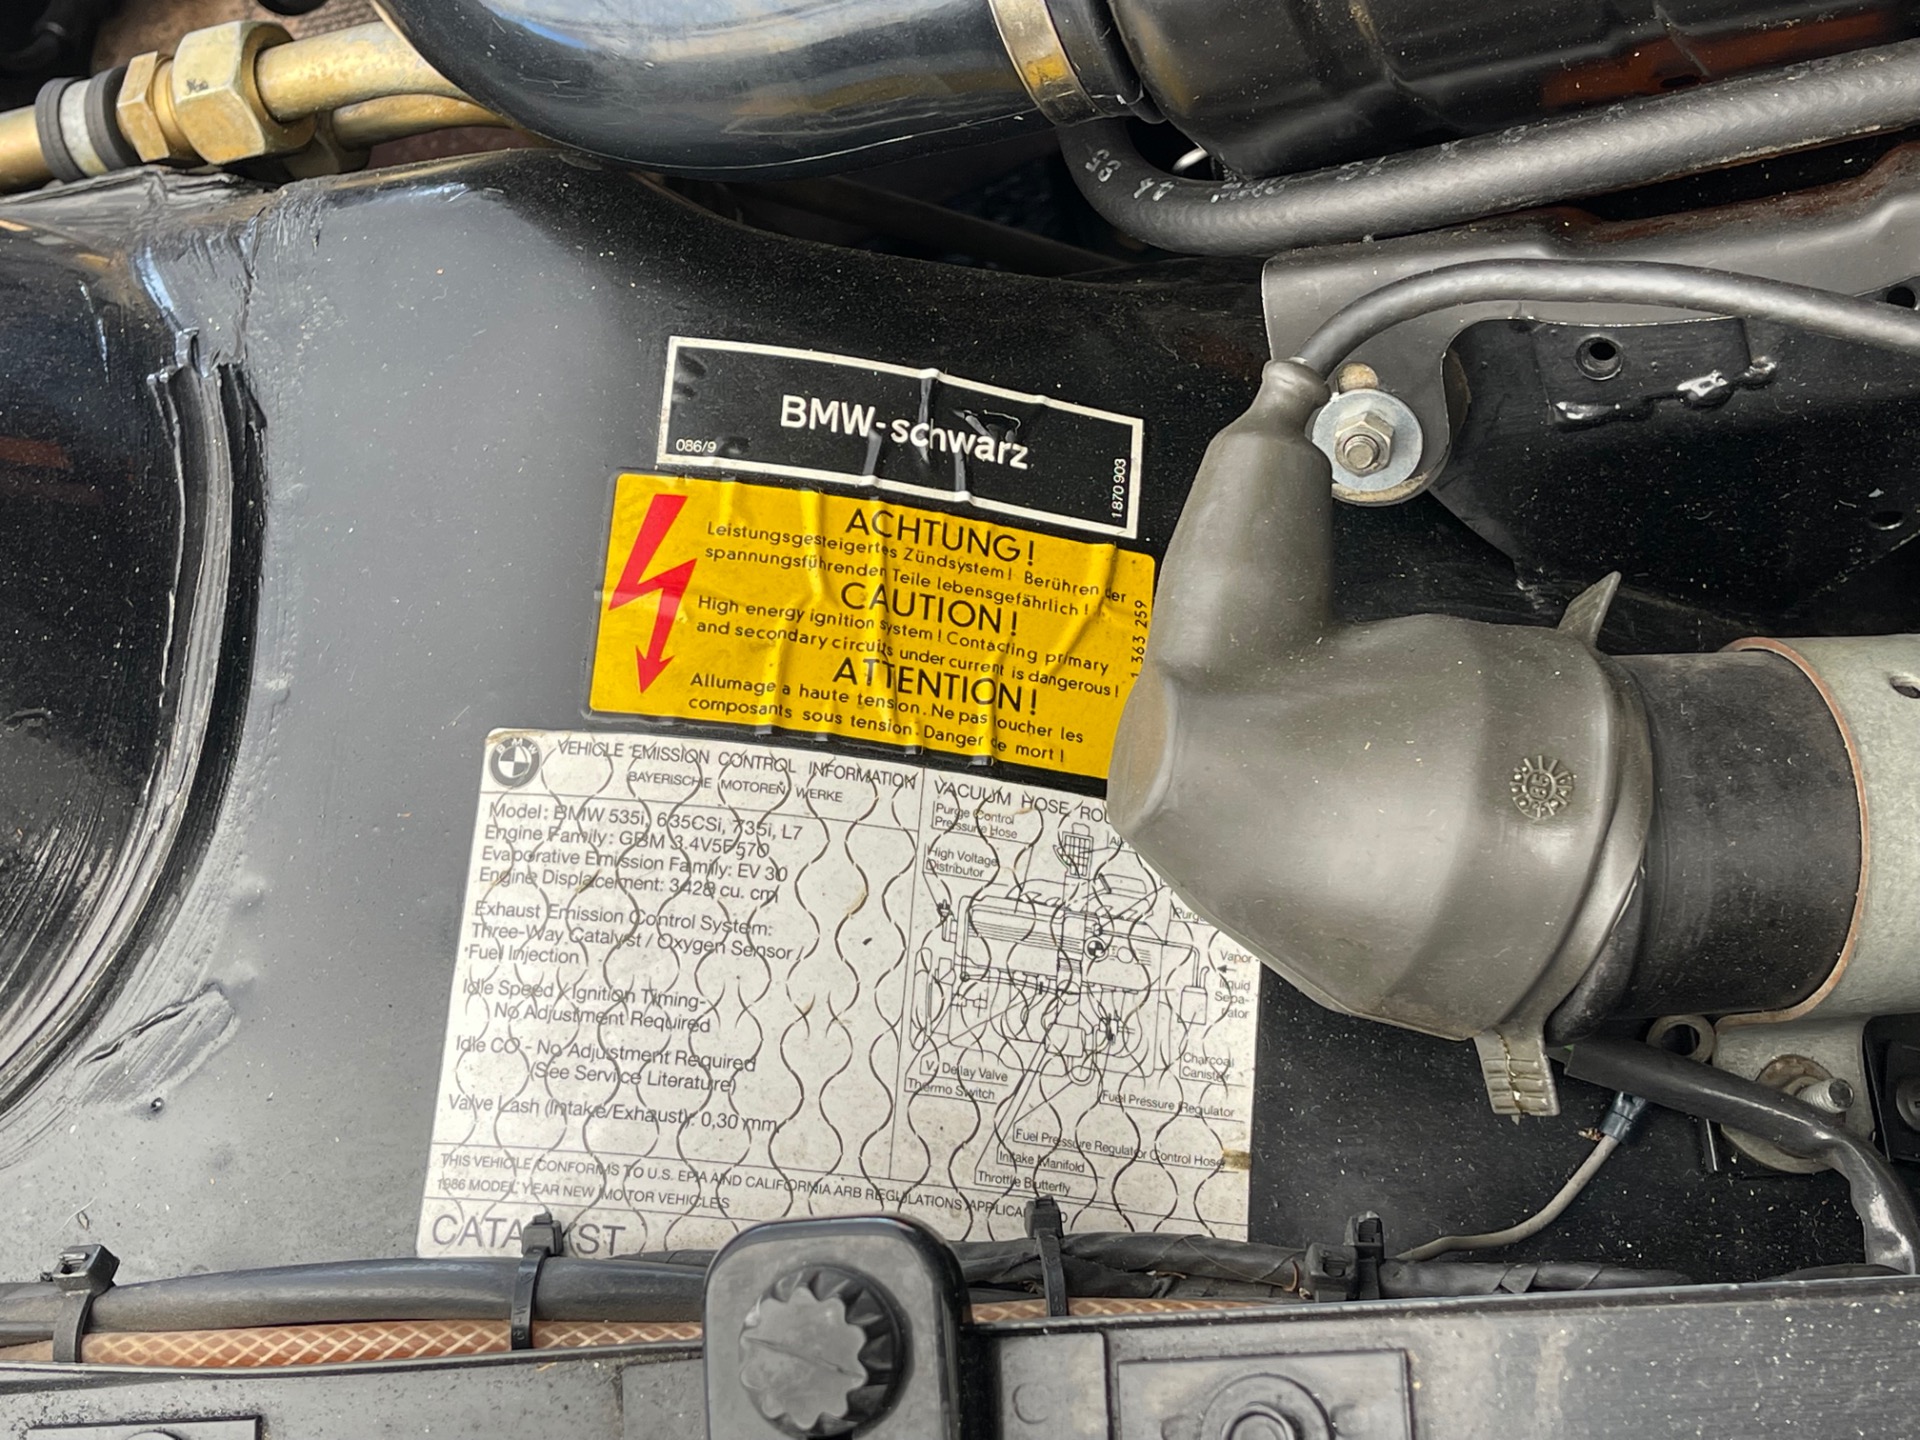 BMW-schwarz
086/9
1 870 903
ACHTUNG!
Leistungsgesteigertes Zündsystem! Berühren der
spannungsführenden Teile lebensgefährlich!
CAUTION!
High energy ignition system! Contacting primary
and secondary circuits under current is dangerous!
ATTENTION!
Allumage a haute tension. Ne pas toucher les
composants sous tension. Danger de mort!
1 363 259
BMW
VEHICLE EMISSION CONTROL INFORMATION
BAYERISCHE MOTOREN WERKE
Model: BMW 535i, 635CSi, 735i, L7
Engine Family: GBM 3.4V5F570
Evaporative Emission Family: EV 30
Engine Displacement: 3428 cu. cm
Exhaust Emission Control System:
Three-Way Catalyst / Oxygen Sensor
Fuel Injection
Idle Speed / Ignition Timing-
No Adjustment Required
Idle CO - No Adjustment Required
(See Service Literature)
Valve Lash (Intake/Exhaust): 0,30 mm
VACUUM HOSE
Purge Control
Pressure Hose
High Voltage
Distributor
Vapor
liquid
Sepa-
rator
Charcoal
Canister
V. Delay Valve
Thermo Switch
Fuel Pressure Regulator
Fuel Pressure Regulator Control Hose
Intake Manifold
Throttle Butterfly
THIS VEHICLE CONFORMS TO U.S. EPA AND CALIFORNIA ARB REGULATIONS
1986 MODEL YEAR NEW MOTOR VEHICLES